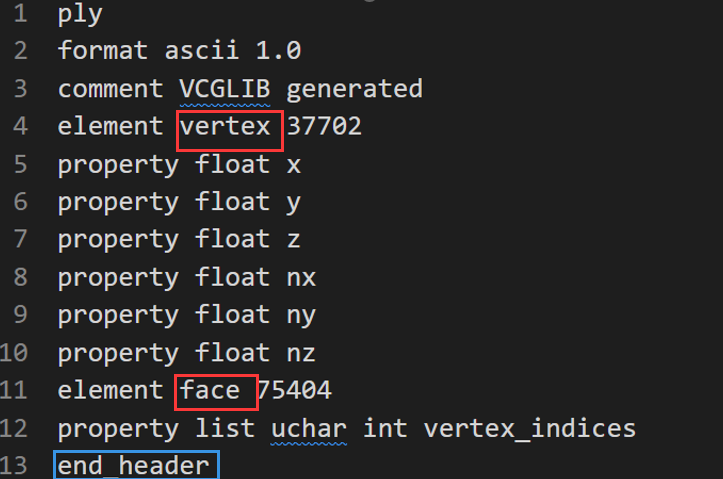 1 ply
2 format ascii 1.0
3 comment VCGLIB generated
4 element vertex 37702
5 property float x
6 property float y
7 property float z
8 property float nx
9 property float ny
10 property float nz
11 element face 75404
12 property list uchar int vertex_indices
13 end_header